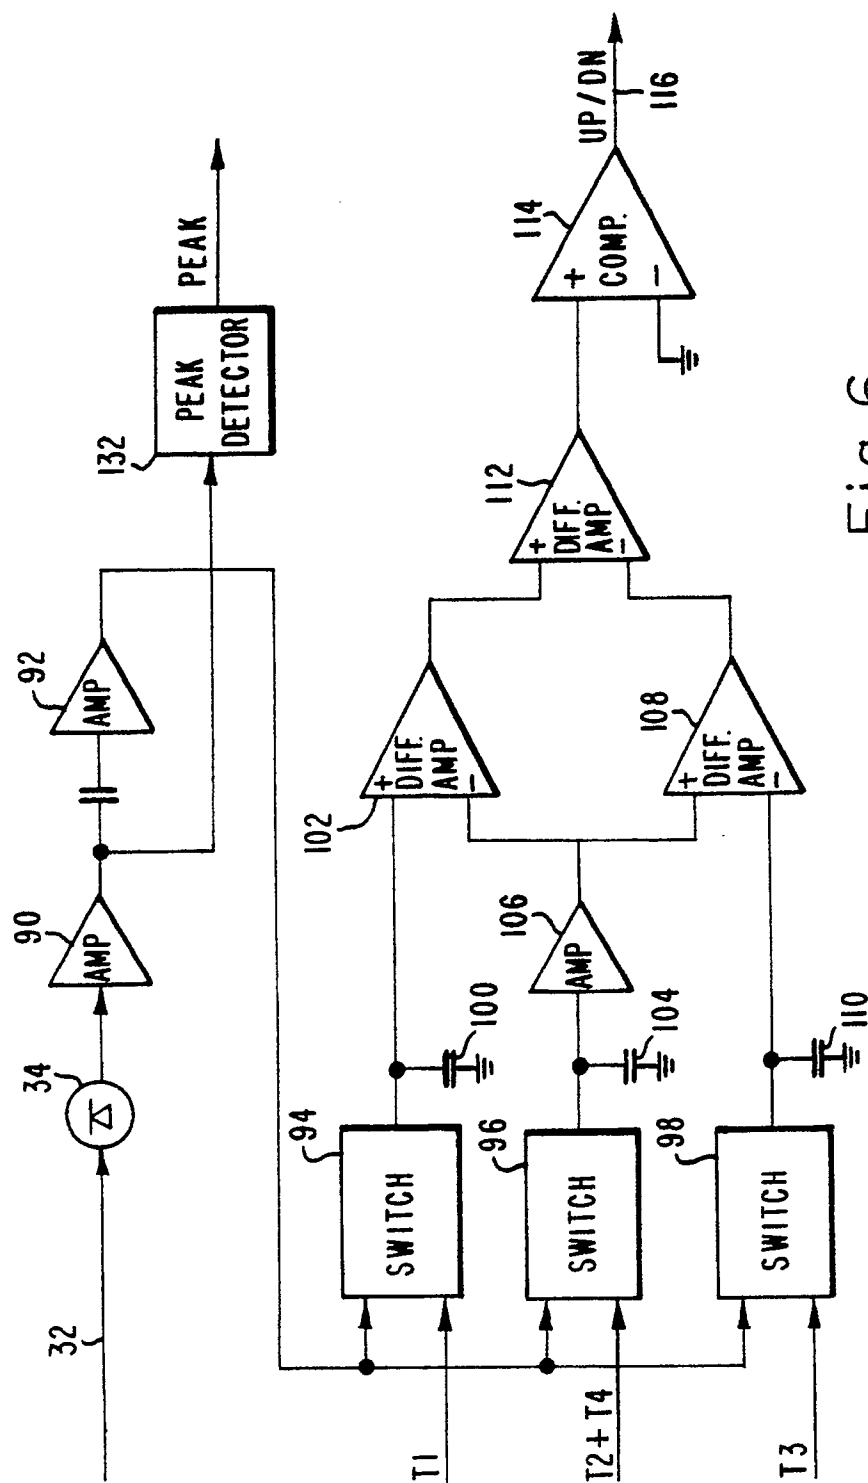 32
34
90
AMP
92
AMP
132
PEAK
DETECTOR
PEAK
T1
94
SWITCH
100
102
+
DIFF.
AMP
−
T2+T4
96
SWITCH
104
106
AMP
112
+
DIFF.
AMP
−
114
+
COMP.
−
UP/DN
116
T3
98
SWITCH
110
108
+
DIFF.
AMP
−
Fig. 6